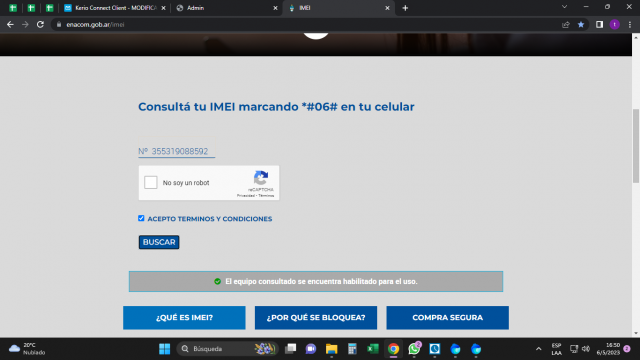 Kerio Connect Client - MODIFICA
Admin
IMEI
enacom.gob.ar/imei
Consultá tu IMEI marcando *#06# en tu celular
Nº 355319088592
No soy un robot
reCAPTCHA
Privacidad - Términos
ACEPTO TERMINOS Y CONDICIONES
BUSCAR
El equipo consultado se encuentra habilitado para el uso.
¿QUÉ ES IMEI?
¿POR QUÉ SE BLOQUEA?
COMPRA SEGURA
20°C
Nublado
Búsqueda
ESP
LAA
16:50
6/5/2023